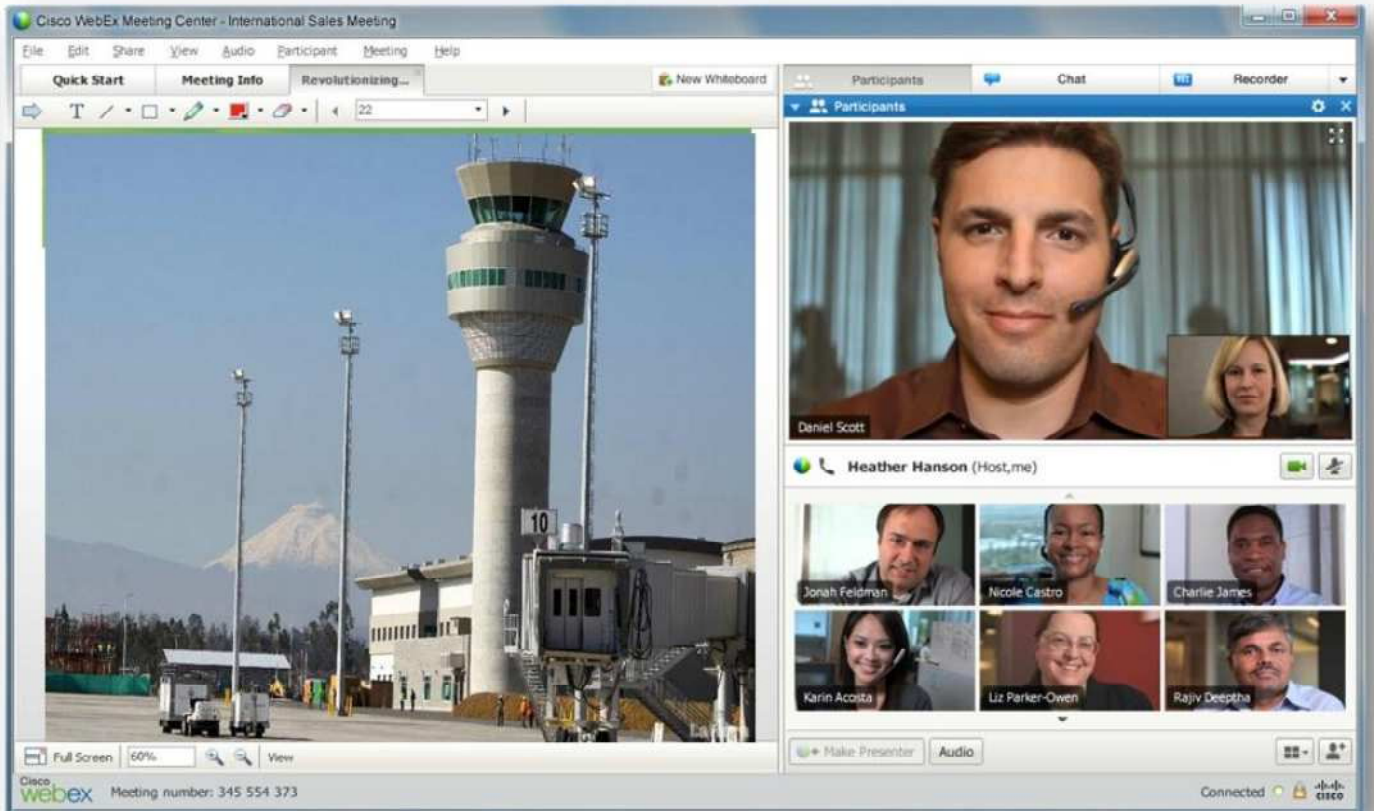 Cisco WebEx Meeting Center - International Sales Meeting
File Edit Share View Audio Participant Meeting Help
Quick Start Meeting Info Revolutionizing... New Whiteboard
Participants Chat Recorder
T 22
Participants
Daniel Scott
Heather Hanson (Host,me)
10
Jonah Feldman Nicole Castro Charlie James
Karin Acosta Liz Parker-Owen Rajiv Deeptha
Make Presenter Audio
Full Screen 60% View
Cisco webex Meeting number: 345 554 373
Connected cisco